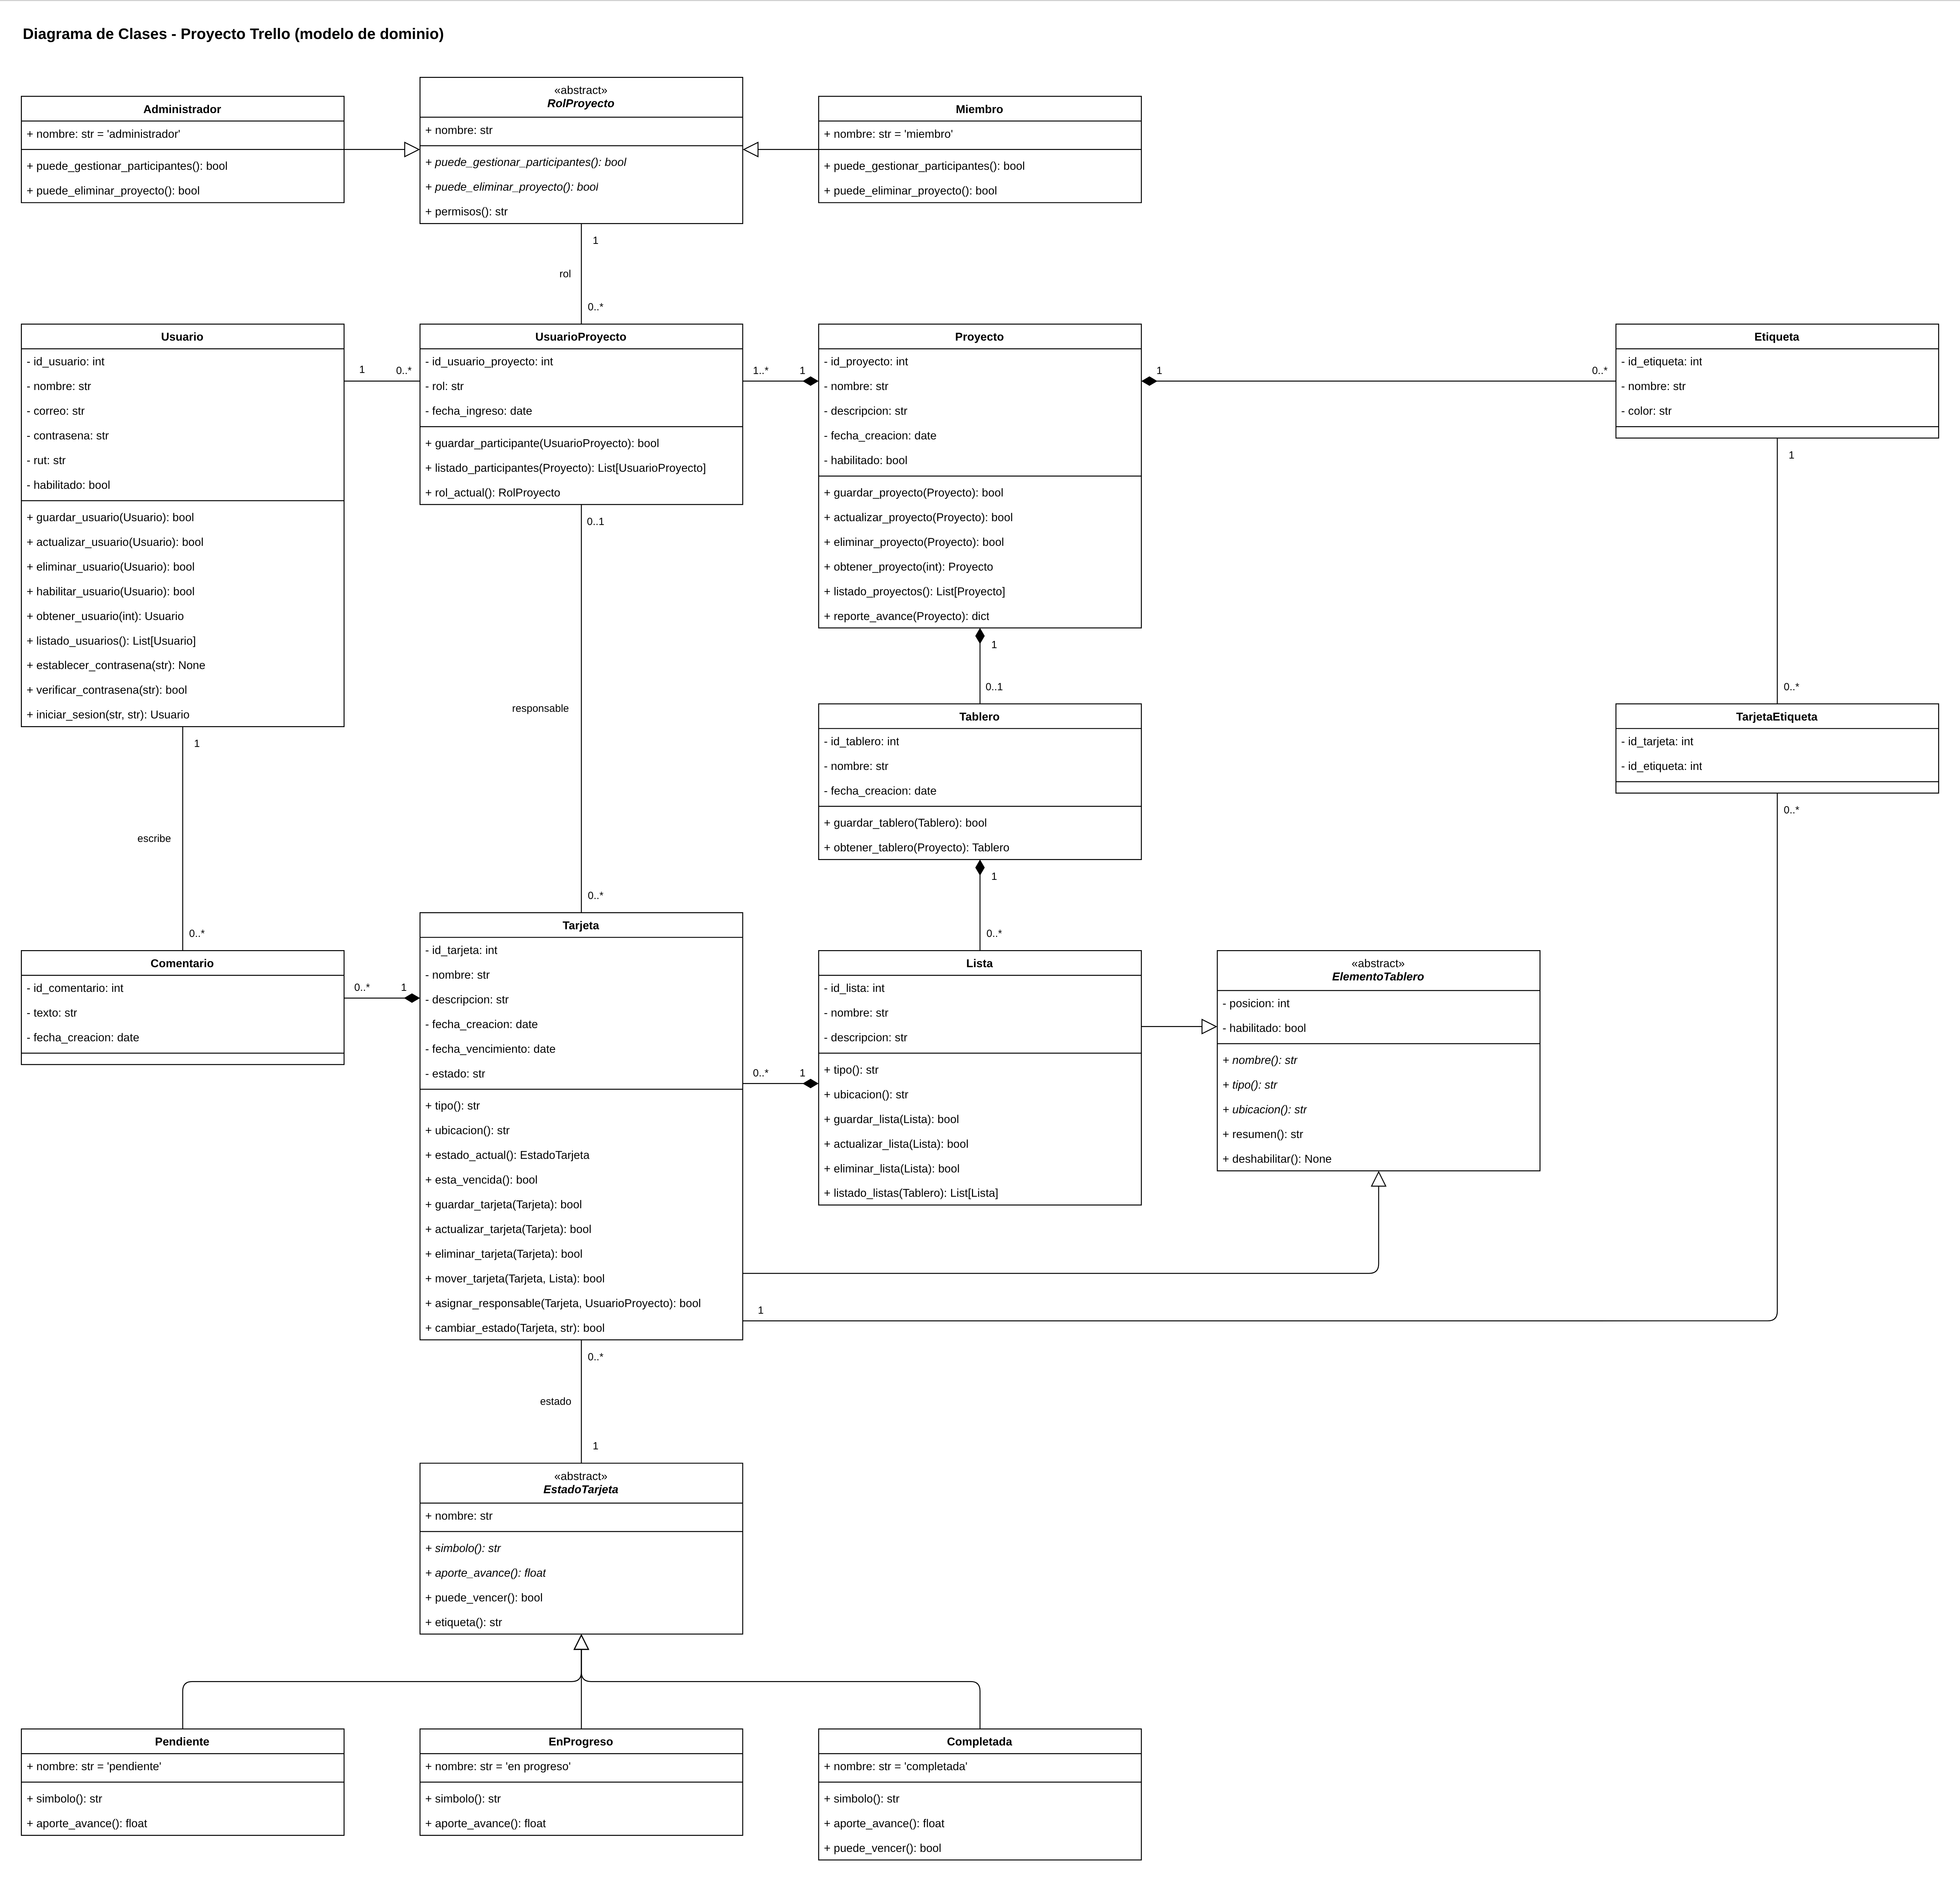 Diagrama de Clases - Proyecto Trello (modelo de dominio)
Administrador
+ nombre: str = 'administrador'
+ puede_gestionar_participantes(): bool
+ puede_eliminar_proyecto(): bool
«abstract»
RolProyecto
+ nombre: str
+ puede_gestionar_participantes(): bool
+ puede_eliminar_proyecto(): bool
+ permisos(): str
Miembro
+ nombre: str = 'miembro'
+ puede_gestionar_participantes(): bool
+ puede_eliminar_proyecto(): bool
1
rol
0..*
Usuario
- id_usuario: int
- nombre: str
- correo: str
- contrasena: str
- rut: str
- habilitado: bool
+ guardar_usuario(Usuario): bool
+ actualizar_usuario(Usuario): bool
+ eliminar_usuario(Usuario): bool
+ habilitar_usuario(Usuario): bool
+ obtener_usuario(int): Usuario
+ listado_usuarios(): List[Usuario]
+ establecer_contrasena(str): None
+ verificar_contrasena(str): bool
+ iniciar_sesion(str, str): Usuario
1
0..*
UsuarioProyecto
- id_usuario_proyecto: int
- rol: str
- fecha_ingreso: date
+ guardar_participante(UsuarioProyecto): bool
+ listado_participantes(Proyecto): List[UsuarioProyecto]
+ rol_actual(): RolProyecto
1..*
1
Proyecto
- id_proyecto: int
- nombre: str
- descripcion: str
- fecha_creacion: date
- habilitado: bool
+ guardar_proyecto(Proyecto): bool
+ actualizar_proyecto(Proyecto): bool
+ eliminar_proyecto(Proyecto): bool
+ obtener_proyecto(int): Proyecto
+ listado_proyectos(): List[Proyecto]
+ reporte_avance(Proyecto): dict
1
0..*
Etiqueta
- id_etiqueta: int
- nombre: str
- color: str
1
0..*
0..1
responsable
0..*
1
0..1
Tablero
- id_tablero: int
- nombre: str
- fecha_creacion: date
+ guardar_tablero(Tablero): bool
+ obtener_tablero(Proyecto): Tablero
TarjetaEtiqueta
- id_tarjeta: int
- id_etiqueta: int
0..*
1
escribe
0..*
1
0..*
Comentario
- id_comentario: int
- texto: str
- fecha_creacion: date
0..*
1
Tarjeta
- id_tarjeta: int
- nombre: str
- descripcion: str
- fecha_creacion: date
- fecha_vencimiento: date
- estado: str
+ tipo(): str
+ ubicacion(): str
+ estado_actual(): EstadoTarjeta
+ esta_vencida(): bool
+ guardar_tarjeta(Tarjeta): bool
+ actualizar_tarjeta(Tarjeta): bool
+ eliminar_tarjeta(Tarjeta): bool
+ mover_tarjeta(Tarjeta, Lista): bool
+ asignar_responsable(Tarjeta, UsuarioProyecto): bool
+ cambiar_estado(Tarjeta, str): bool
0..*
1
Lista
- id_lista: int
- nombre: str
- descripcion: str
+ tipo(): str
+ ubicacion(): str
+ guardar_lista(Lista): bool
+ actualizar_lista(Lista): bool
+ eliminar_lista(Lista): bool
+ listado_listas(Tablero): List[Lista]
«abstract»
ElementoTablero
- posicion: int
- habilitado: bool
+ nombre(): str
+ tipo(): str
+ ubicacion(): str
+ resumen(): str
+ deshabilitar(): None
1
0..*
estado
1
«abstract»
EstadoTarjeta
+ nombre: str
+ simbolo(): str
+ aporte_avance(): float
+ puede_vencer(): bool
+ etiqueta(): str
Pendiente
+ nombre: str = 'pendiente'
+ simbolo(): str
+ aporte_avance(): float
EnProgreso
+ nombre: str = 'en progreso'
+ simbolo(): str
+ aporte_avance(): float
Completada
+ nombre: str = 'completada'
+ simbolo(): str
+ aporte_avance(): float
+ puede_vencer(): bool